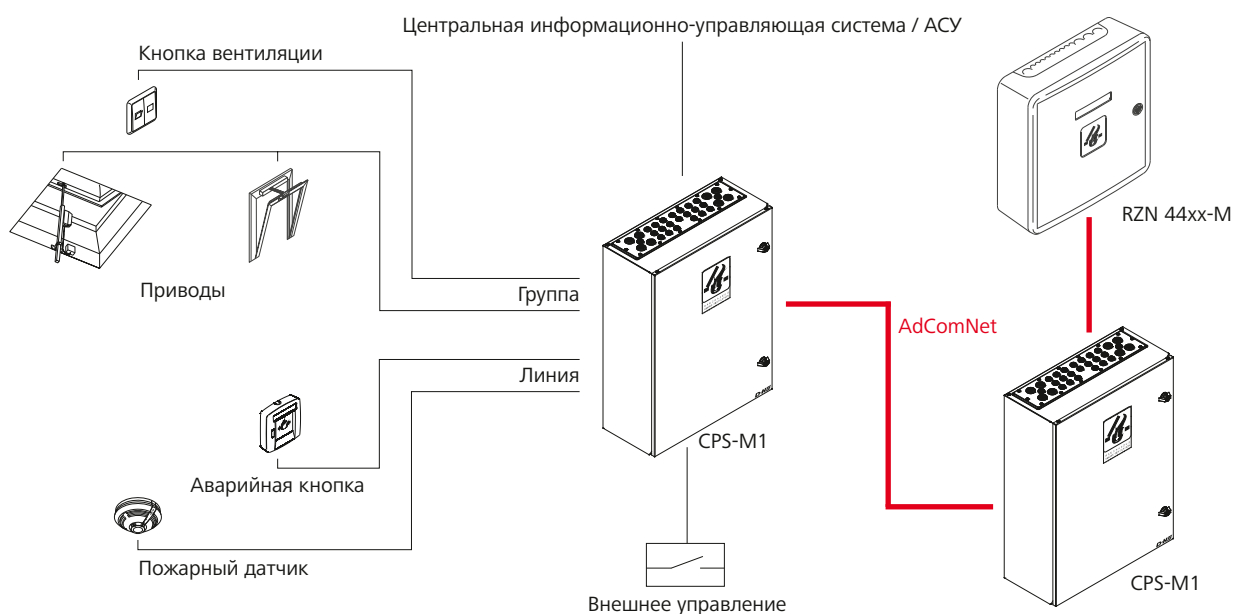 Центральная информационно-управляющая система / АСУ
Кнопка вентиляции
RZN 44xx-M
Приводы
Группа
AdComNet
Линия
CPS-M1
Аварийная кнопка
Пожарный датчик
CPS-M1
Внешнее управление